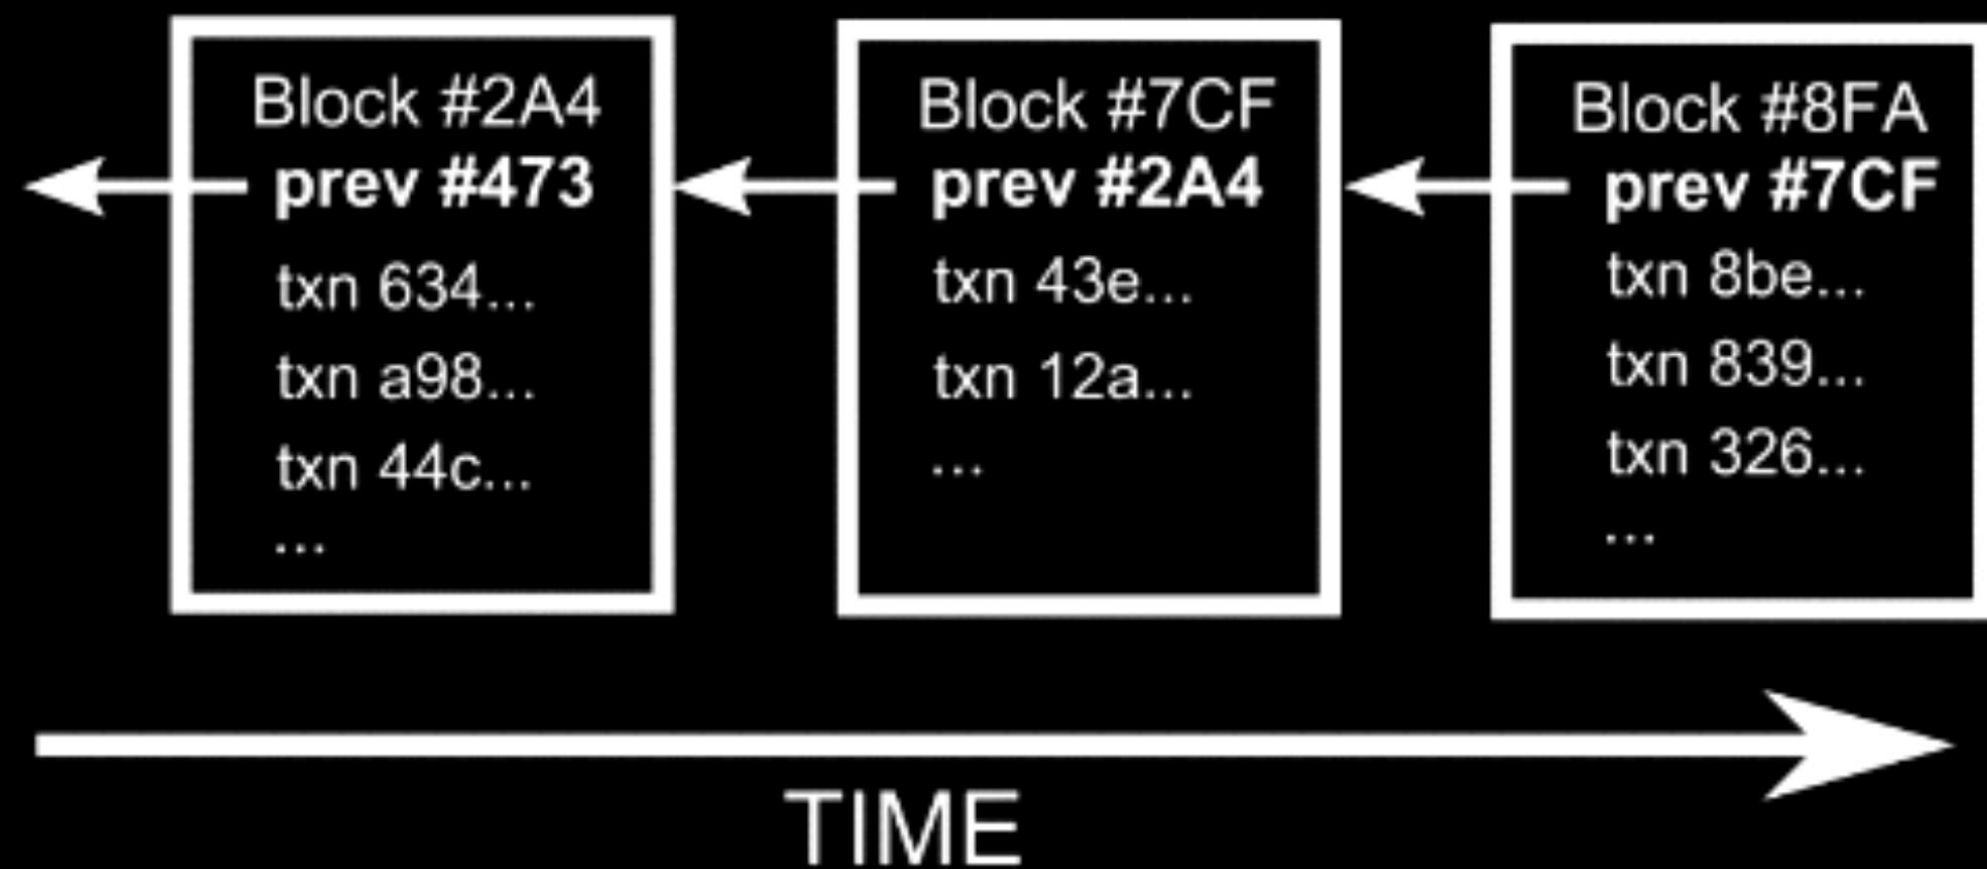 Block #2A4
prev #473
txn 634...
txn a98...
txn 44c...
...
Block #7CF
prev #2A4
txn 43e...
txn 12a...
...
Block #8FA
prev #7CF
txn 8be...
txn 839...
txn 326...
...
TIME